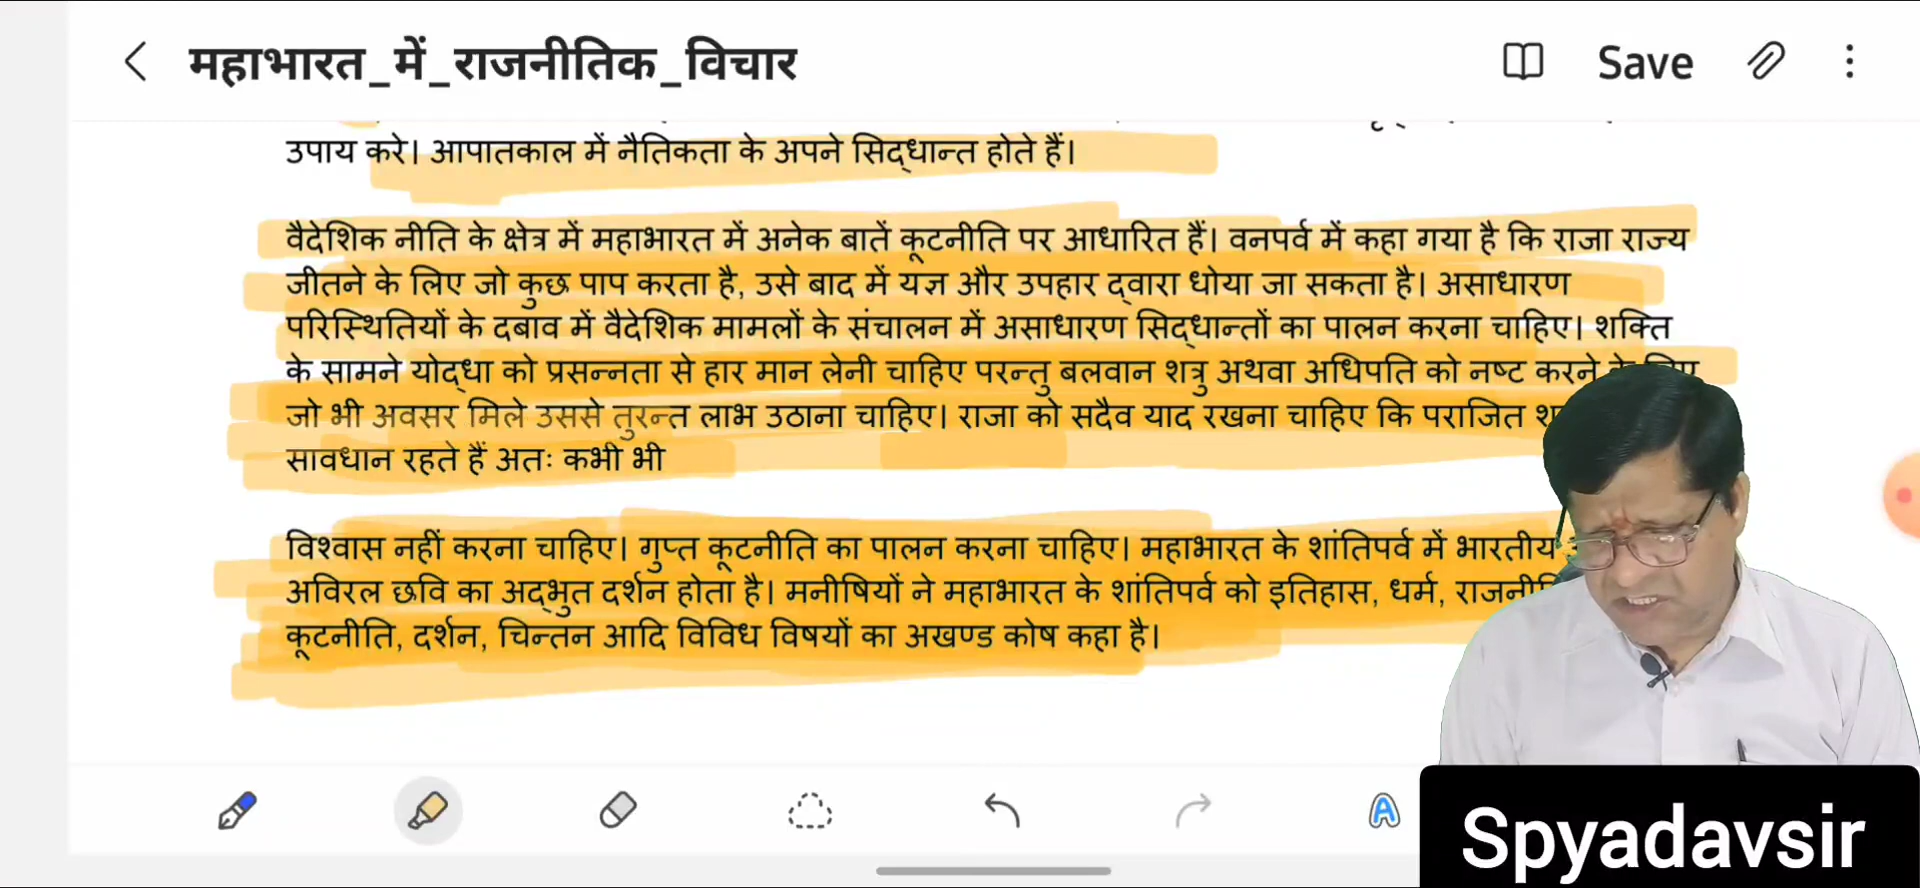 महाभारत_में_राजनीतिक_विचार
Save
उपाय करे। आपातकाल में नैतिकता के अपने सिद्धान्त होते हैं।
वैदेशिक नीति के क्षेत्र में महाभारत में अनेक बातें कूटनीति पर आधारित हैं। वनपर्व में कहा गया है कि राजा राज्य
जीतने के लिए जो कुछ पाप करता है, उसे बाद में यज्ञ और उपहार द्वारा धोया जा सकता है। असाधारण
परिस्थितियों के दबाव में वैदेशिक मामलों के संचालन में असाधारण सिद्धान्तों का पालन करना चाहिए। शक्ति
के सामने योद्धा को प्रसन्नता से हार मान लेनी चाहिए परन्तु बलवान शत्रु अथवा अधिपति को नष्ट करने के लिए
जो भी अवसर मिले उससे तुरन्त लाभ उठाना चाहिए। राजा को सदैव याद रखना चाहिए कि पराजित
सावधान रहते हैं अतः कभी भी
विश्वास नहीं करना चाहिए। गुप्त कूटनीति का पालन करना चाहिए। महाभारत के शांतिपर्व में भारतीय
अविरल छवि का अद्भुत दर्शन होता है। मनीषियों ने महाभारत के शांतिपर्व को इतिहास, धर्म,
कूटनीति, दर्शन, चिन्तन आदि विविध विषयों का अखण्ड कोष कहा है।
Spyadavsir